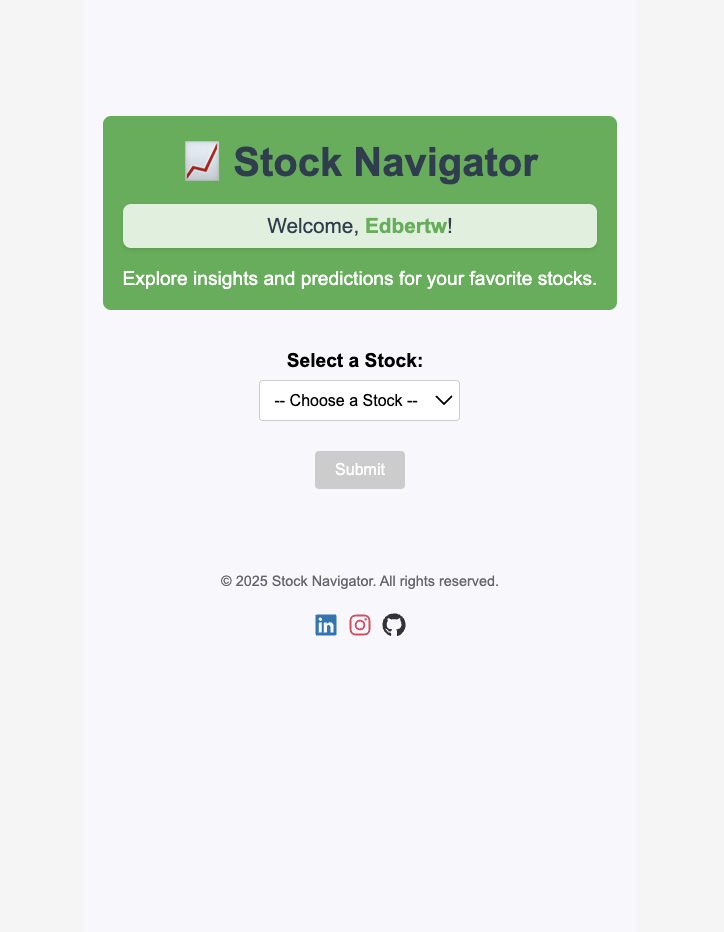 Stock Navigator
Welcome, Edbertw!
Explore insights and predictions for your favorite stocks.
Select a Stock:
-- Choose a Stock --
Submit
© 2025 Stock Navigator. All rights reserved.
in